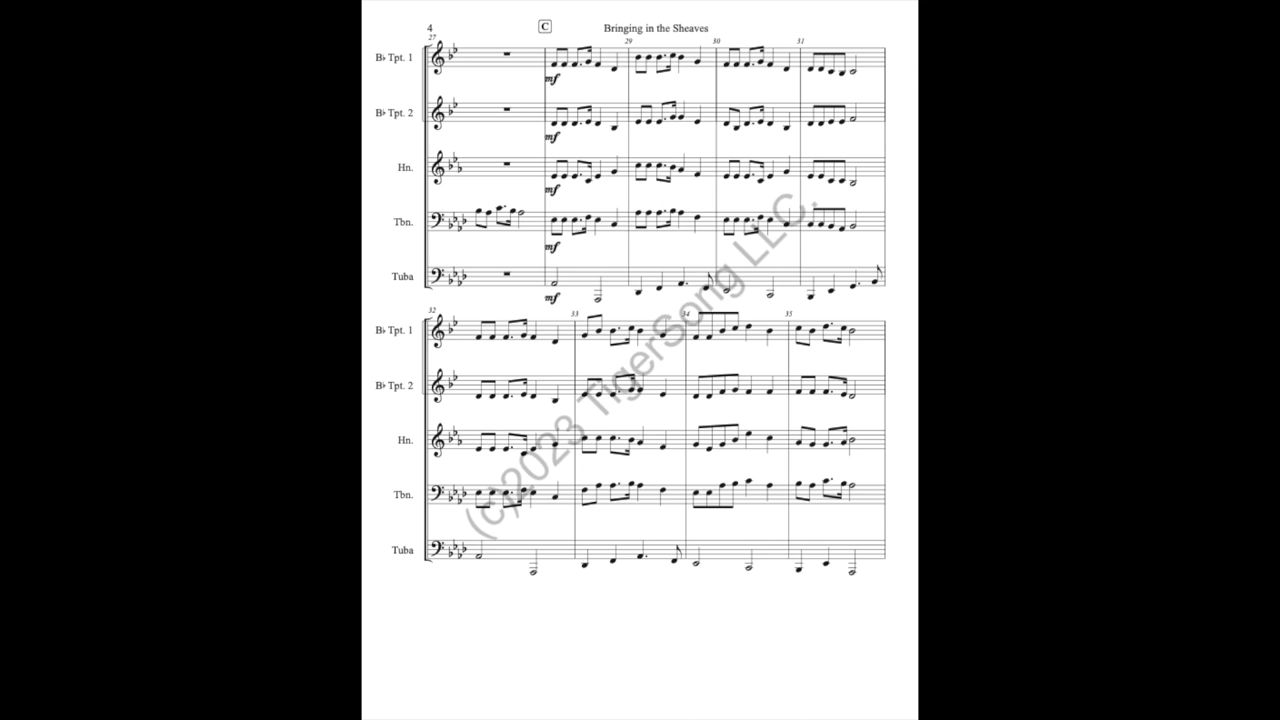 4
C
Bringing in the Sheaves
27
29
30
31
B♭ Tpt. 1
mf
B♭ Tpt. 2
mf
Hn.
mf
Tbn.
mf
Tuba
mf
32
33
34
35
B♭ Tpt. 1
B♭ Tpt. 2
Hn.
Tbn.
Tuba
(c)2023 TigerSong LLC.